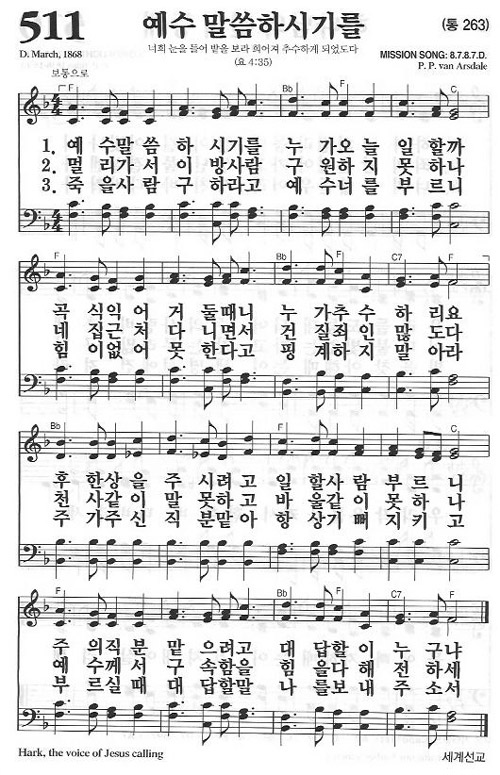 511 예수 말씀하시기를 (통 263)
너희 눈을 들어 밭을 보라 희어져 추수하게 되었도다
D. March, 1868 (요 4:35) MISSION SONG: 8.7.8.7.D.
보통으로 P. P. van Arsdale
F Bb F C
1. 예 수말씀 하 시기를 누 가오 늘 일 할까
2. 멀 리가서 이 방사람 구 원하 지 못 하나
3. 죽 을사람 구 하라고 예 수너 를 부 르니
F Bb C7 F
곡 식익 어 거 둘때니 누 가추수 하 리요
네 집근 처 다 니면서 건 질죄인 많 도다
힘 이없 어 못 한다고 핑 계하지 말 아라
Bb F C
후 한상 을 주 시려고 일 할사람 부 르 니
천 사같 이 말 못하고 바 울같이 못 하 나
주 가주 신 직 분맡아 항 상기뻐 지 키 고
F Bb C7 F
주 의직 분 맡 으려고 대 답할 이 누 구냐
예 수께 서 구 속함을 힘 을다 해 전 하세
부 르실 때 대 답할말 나 를보 내 주 소서
Hark, the voice of Jesus calling 세계선교